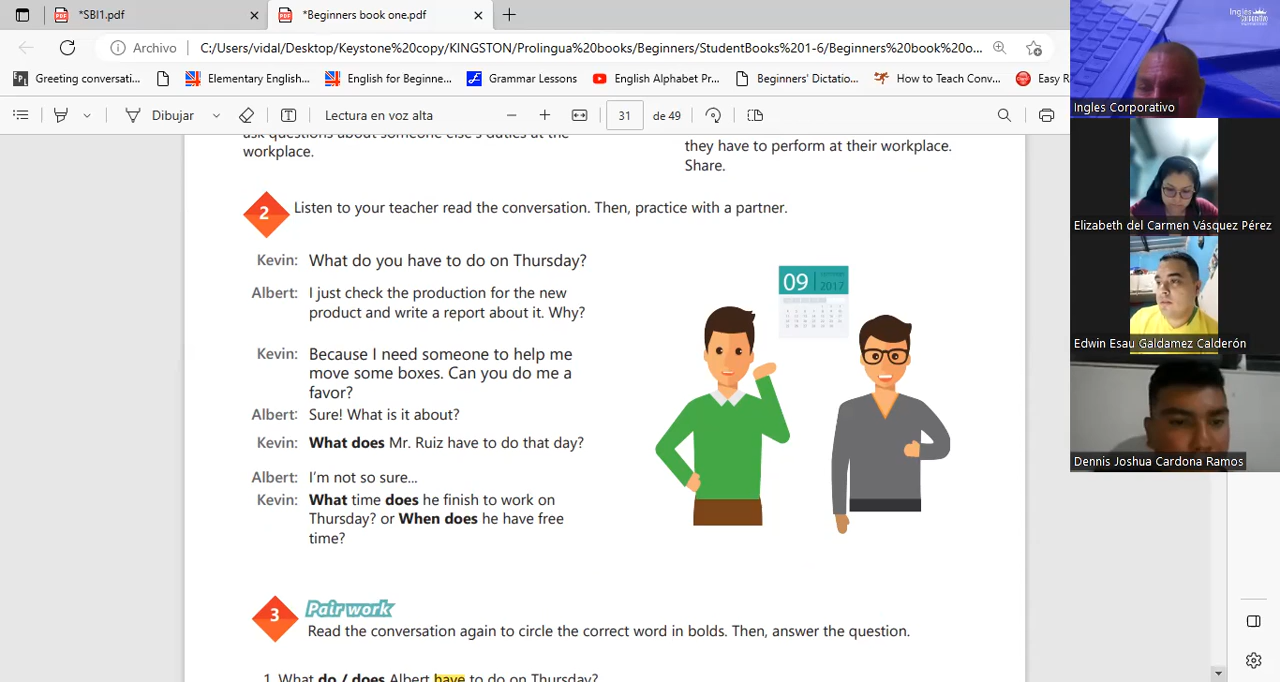 *SBI1.pdf
*Beginners book one.pdf
Archivo
C:/Users/vidal/Desktop/Keystone%20copy/KINGSTON/Prolingua%20books/Beginners/StudentBooks%201-6/Beginners%20book%20o...
Greeting conversati...
Elementary English...
English for Beginne...
Grammar Lessons
English Alphabet Pr...
Beginners' Dictatio...
How to Teach Conv...
Easy R
Dibujar
Lectura en voz alta
31
de 49
ask questions about someone else's duties at the
workplace.
they have to perform at their workplace.
Share.
2
Listen to your teacher read the conversation. Then, practice with a partner.
Kevin: What do you have to do on Thursday?
Albert: I just check the production for the new
product and write a report about it. Why?
Kevin: Because I need someone to help me
move some boxes. Can you do me a
favor?
Albert: Sure! What is it about?
Kevin: What does Mr. Ruiz have to do that day?
Albert: I'm not so sure...
Kevin: What time does he finish to work on
Thursday? or When does he have free
time?
09
2017
3
Pair work
Read the conversation again to circle the correct word in bolds. Then, answer the question.
1. What do / does Albert have to do on Thursday?
Ingles
Ingles Corporativo
Elizabeth del Carmen Vásquez Pérez
Edwin Esau Galdamez Calderón
Dennis Joshua Cardona Ramos